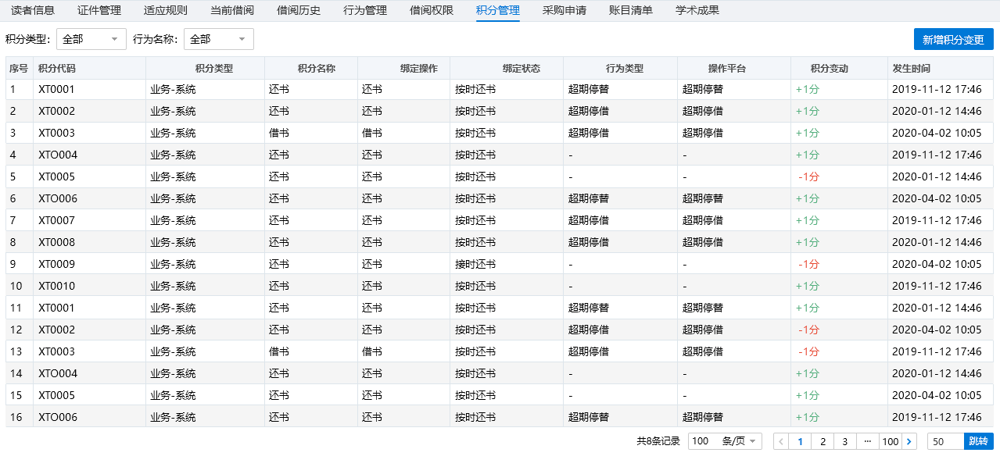 读者信息 证件管理 适应规则 当前借阅 借阅历史 行为管理 借阅权限 积分管理 采购申请 账目清单 学术成果
积分类型: 全部 行为名称: 全部 新增积分变更
序号 积分代码 积分类型 积分名称 绑定操作 绑定状态 行为类型 操作平台 积分变动 发生时间
1 XT0001 业务-系统 还书 还书 按时还书 超期停替 超期停替 +1分 2019-11-12 17:46
2 XT0002 业务-系统 还书 还书 按时还书 超期停借 超期停借 +1分 2020-01-12 14:46
3 XT0003 业务-系统 借书 借书 按时还书 超期停借 超期停借 +1分 2020-04-02 10:05
4 XTO004 业务-系统 还书 还书 按时还书 - - +1分 2019-11-12 17:46
5 XT0005 业务-系统 还书 还书 按时还书 - - -1分 2020-01-12 14:46
6 XTO006 业务-系统 还书 还书 按时还书 超期停替 超期停替 +1分 2020-04-02 10:05
7 XT0007 业务-系统 还书 还书 按时还书 超期停借 超期停借 +1分 2019-11-12 17:46
8 XT0008 业务-系统 还书 还书 按时还书 超期停借 超期停借 +1分 2020-01-12 14:46
9 XT0009 业务-系统 还书 还书 接时还书 - - -1分 2020-04-02 10:05
10 XT0010 业务-系统 还书 还书 按时还书 - - +1分 2019-11-12 17:46
11 XT0001 业务-系统 还书 还书 按时还书 超期停替 超期停替 +1分 2020-01-12 14:46
12 XT0002 业务-系统 还书 还书 按时还书 超期停借 超期停借 -1分 2020-04-02 10:05
13 XT0003 业务-系统 借书 借书 按时还书 超期停借 超期停借 -1分 2019-11-12 17:46
14 XTO004 业务-系统 还书 还书 按时还书 - - +1分 2020-01-12 14:46
15 XT0005 业务-系统 还书 还书 按时还书 - - +1分 2020-04-02 10:05
16 XTO006 业务-系统 还书 还书 按时还书 超期停替 超期停替 +1分 2019-11-12 17:46
共8条记录 100 条/页 < 1 2 3 ··· 100 > 50 跳转